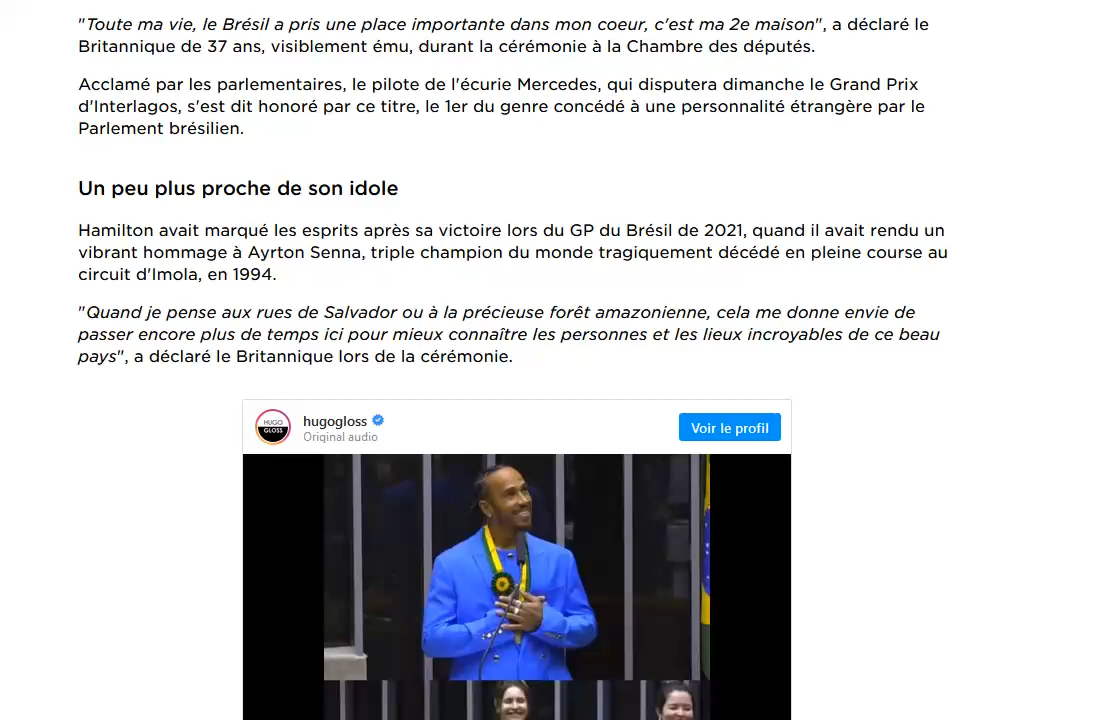 "Toute ma vie, le Brésil a pris une place importante dans mon coeur, c'est ma 2e maison", a déclaré le
Britannique de 37 ans, visiblement ému, durant la cérémonie à la Chambre des députés.
Acclamé par les parlementaires, le pilote de l'écurie Mercedes, qui disputera dimanche le Grand Prix
d'Interlagos, s'est dit honoré par ce titre, le 1er du genre concédé à une personnalité étrangère par le
Parlement brésilien.
Un peu plus proche de son idole
Hamilton avait marqué les esprits après sa victoire lors du GP du Brésil de 2021, quand il avait rendu un
vibrant hommage à Ayrton Senna, triple champion du monde tragiquement décédé en pleine course au
circuit d'Imola, en 1994.
"Quand je pense aux rues de Salvador ou à la précieuse forêt amazonienne, cela me donne envie de
passer encore plus de temps ici pour mieux connaître les personnes et les lieux incroyables de ce beau
pays", a déclaré le Britannique lors de la cérémonie.
HUGO
GLOSS
hugogloss
Original audio
Voir le profil